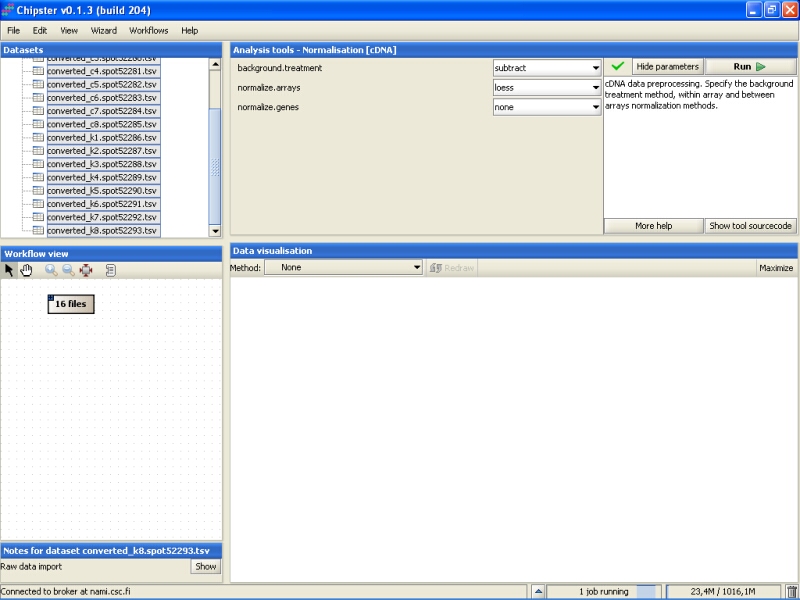 Chipster v0.1.3 (build 204)
File Edit View Wizard Workflows Help
Datasets
converted_c3.spot52280.tsv
converted_c4.spot52281.tsv
converted_c5.spot52282.tsv
converted_c6.spot52283.tsv
converted_c7.spot52284.tsv
converted_c8.spot52285.tsv
converted_k1.spot52286.tsv
converted_k2.spot52287.tsv
converted_k3.spot52288.tsv
converted_k4.spot52289.tsv
converted_k5.spot52290.tsv
converted_k6.spot52291.tsv
converted_k7.spot52292.tsv
converted_k8.spot52293.tsv
Analysis tools - Normalisation [cDNA]
background.treatment subtract
normalize.arrays loess
normalize.genes none
Hide parameters Run
cDNA data preprocessing. Specify the background
treatment method, within array and between
arrays normalization methods.
More help Show tool sourcecode
Workflow view
16 files
Data visualisation
Method: None Redraw Maximize
Notes for dataset converted_k8.spot52293.tsv
Raw data import Show
Connected to broker at nami.csc.fi 1 job running 23,4M / 1016,1M